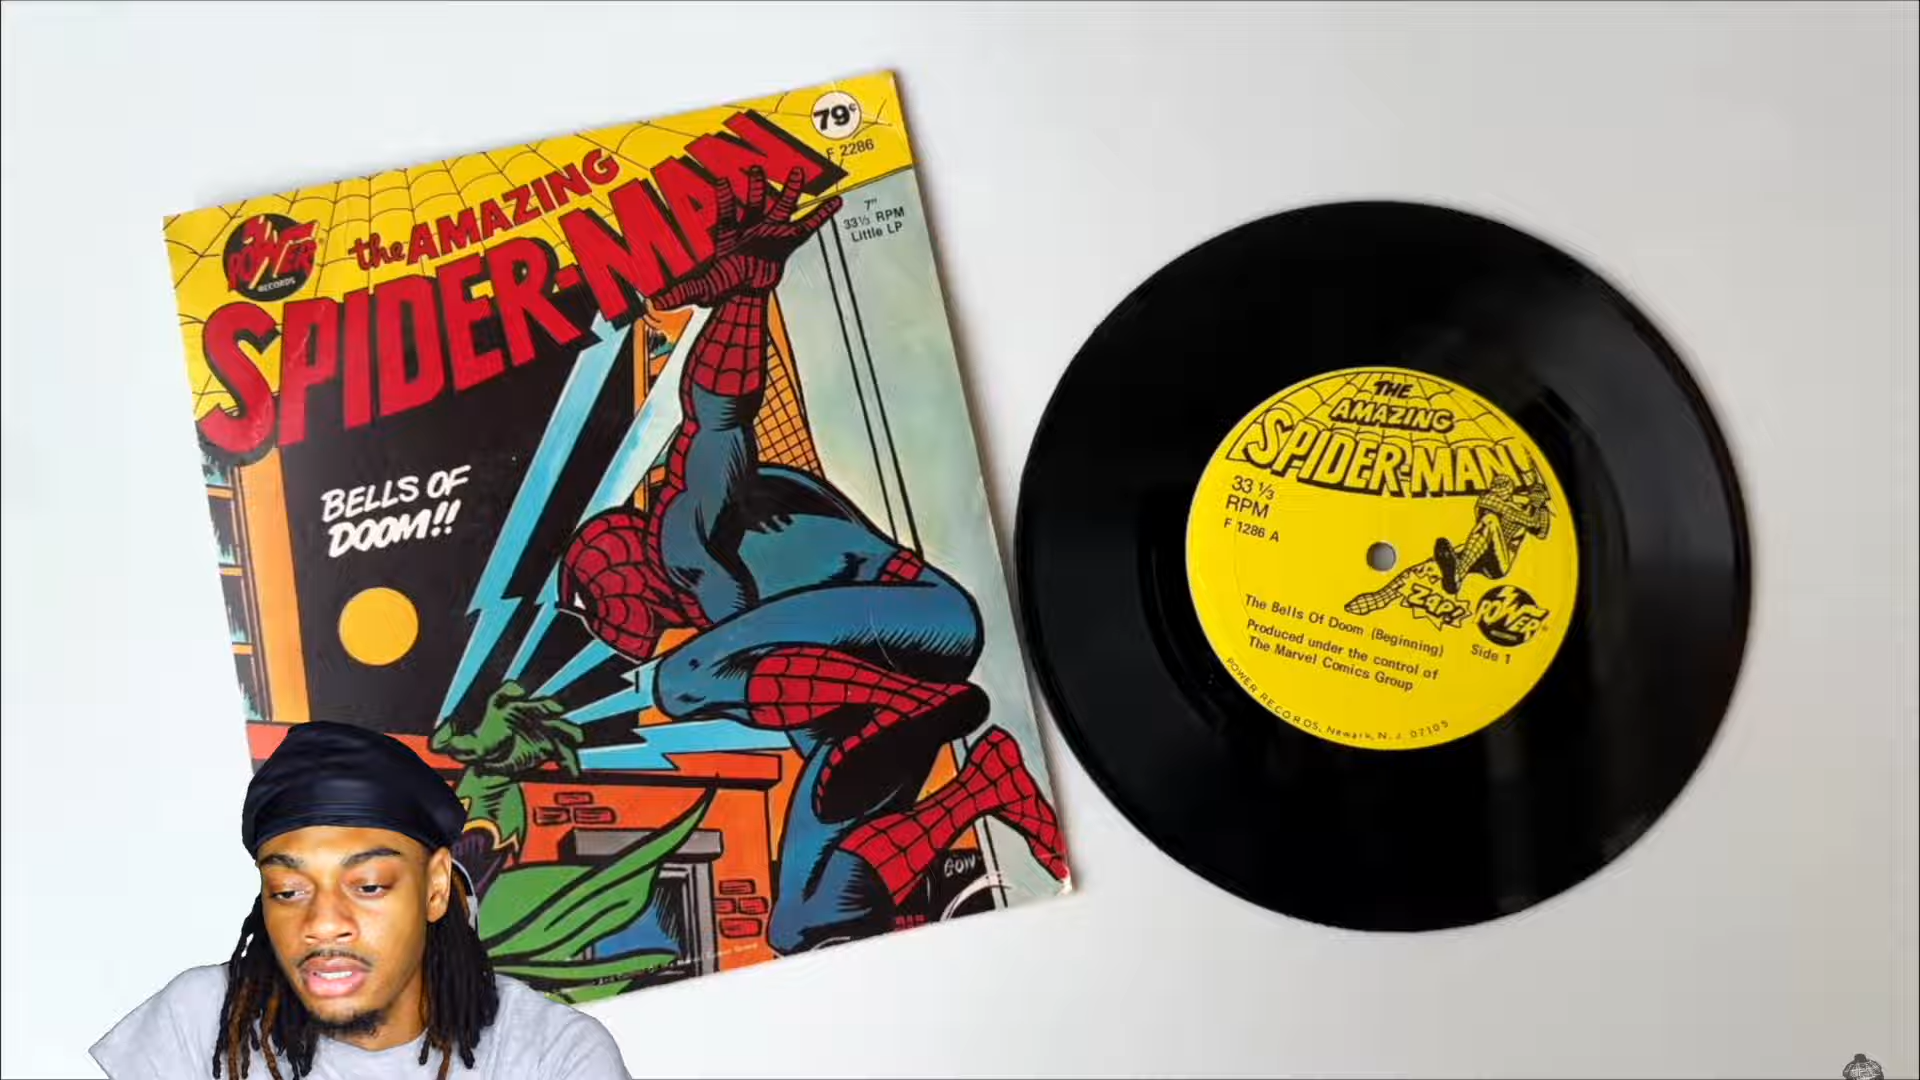 79¢
F 2286
POWER
RECORDS
the AMAZING
SPIDER-MAN
7"
33⅓ RPM
Little LP
BELLS OF
DOOM!!
THE
AMAZING
SPIDER-MAN!
33 ⅓
RPM
F 1286 A
ZAP!
POWER
The Bells Of Doom (Beginning)
Side 1
Produced under the control of
The Marvel Comics Group
POWER RECORDS, Newark, N. J. 07105